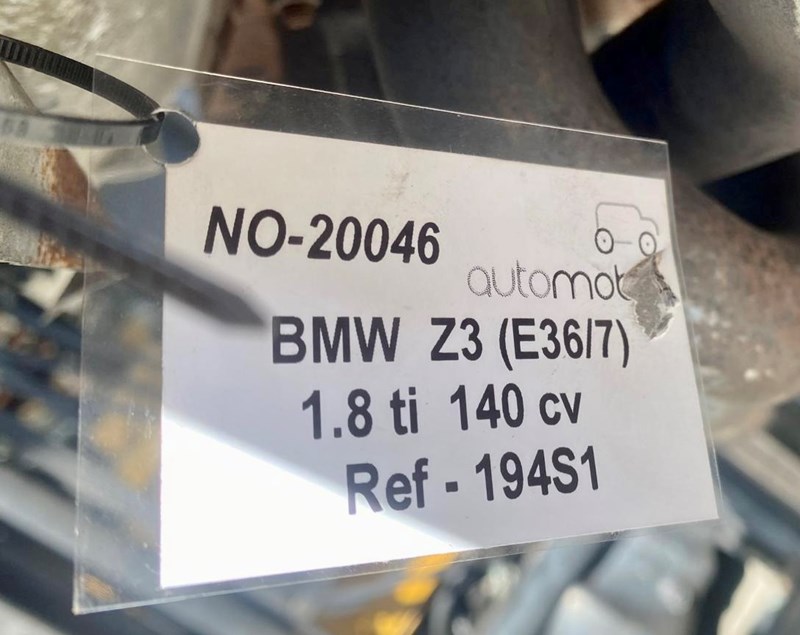 NO-20046
automot
BMW Z3 (E36/7)
1.8 ti 140 cv
Ref - 194S1